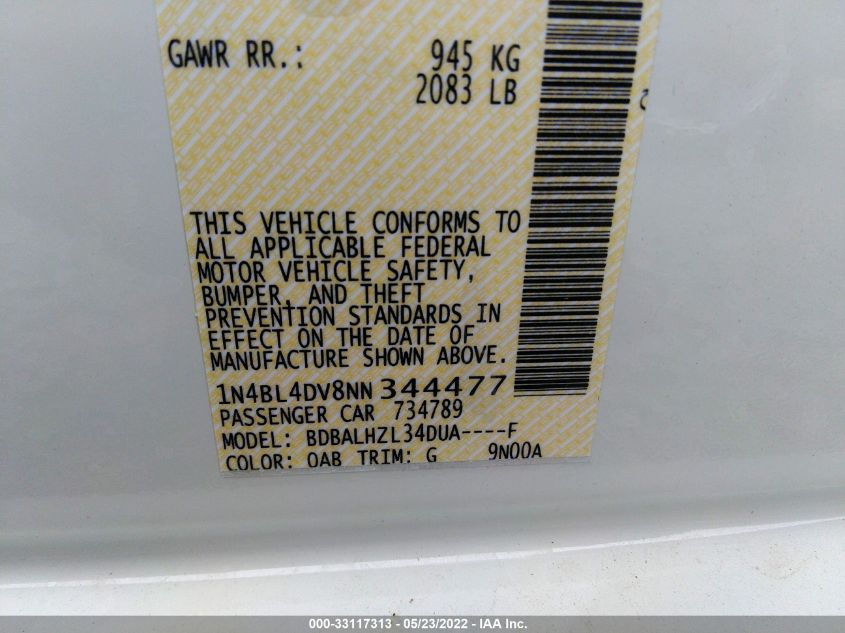 GAWR RR.: 945 KG
2083 LB
THIS VEHICLE CONFORMS TO
ALL APPLICABLE FEDERAL
MOTOR VEHICLE SAFETY,
BUMPER, AND THEFT
PREVENTION STANDARDS IN
EFFECT ON THE DATE OF
MANUFACTURE SHOWN ABOVE.
1N4BL4DV8NN344477
PASSENGER CAR 734789
MODEL: BDBALHZL34DUA----F
COLOR: QAB TRIM: G 9N00A
000-33117313 - 05/23/2022 - IAA Inc.